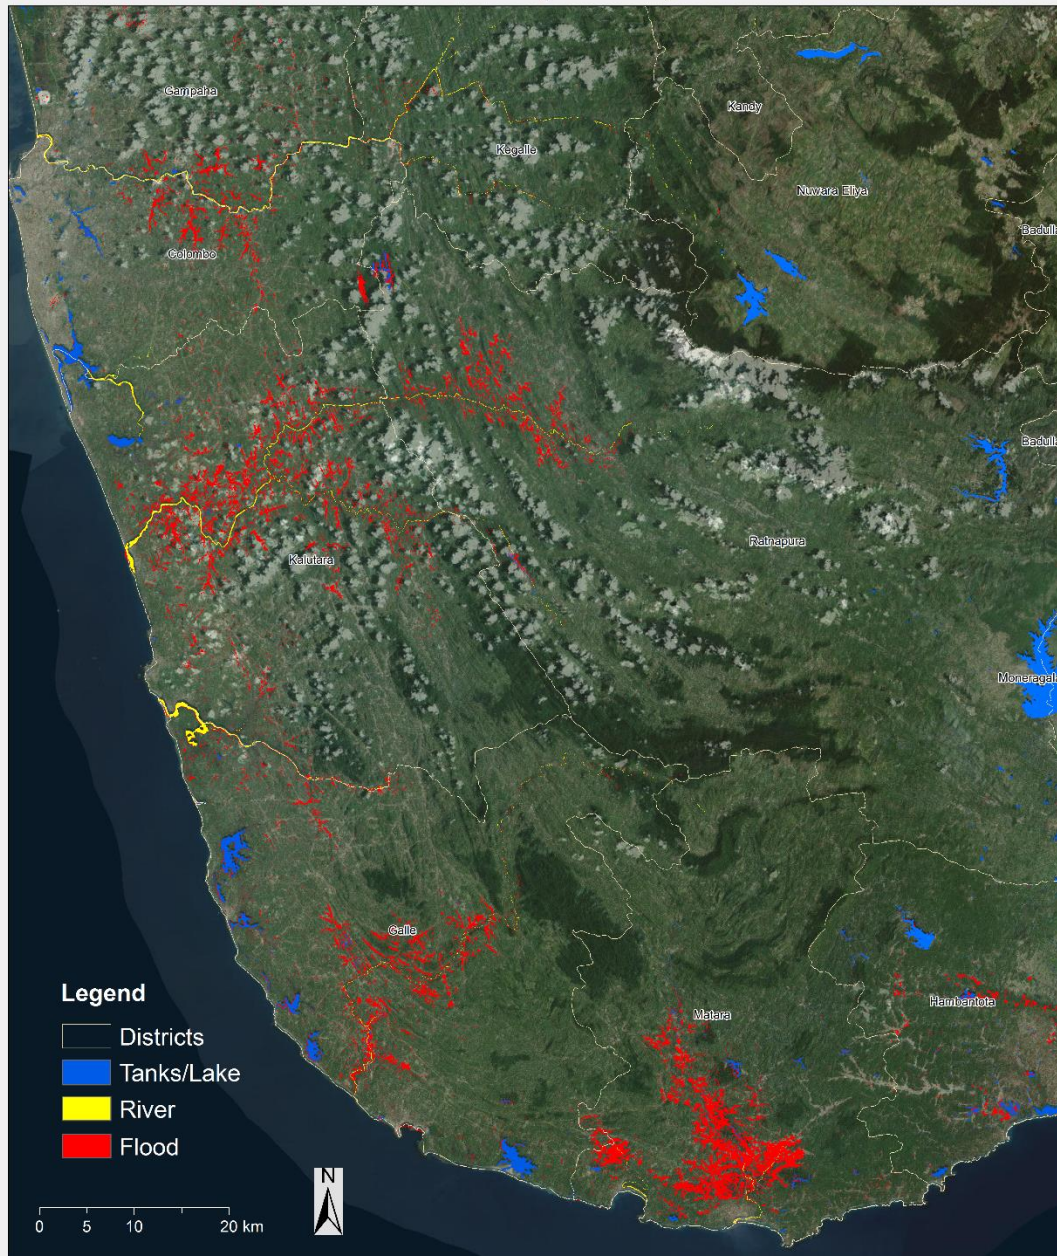 Gampaha
Kandy
Kegalle
Nuwara Eliya
Badulla
Colombo
Badulla
Ratnapura
Kalutara
Moneragal
Galle
Hambantota
Matara
Legend
Districts
Tanks/Lake
River
Flood
N
0 5 10 20 km